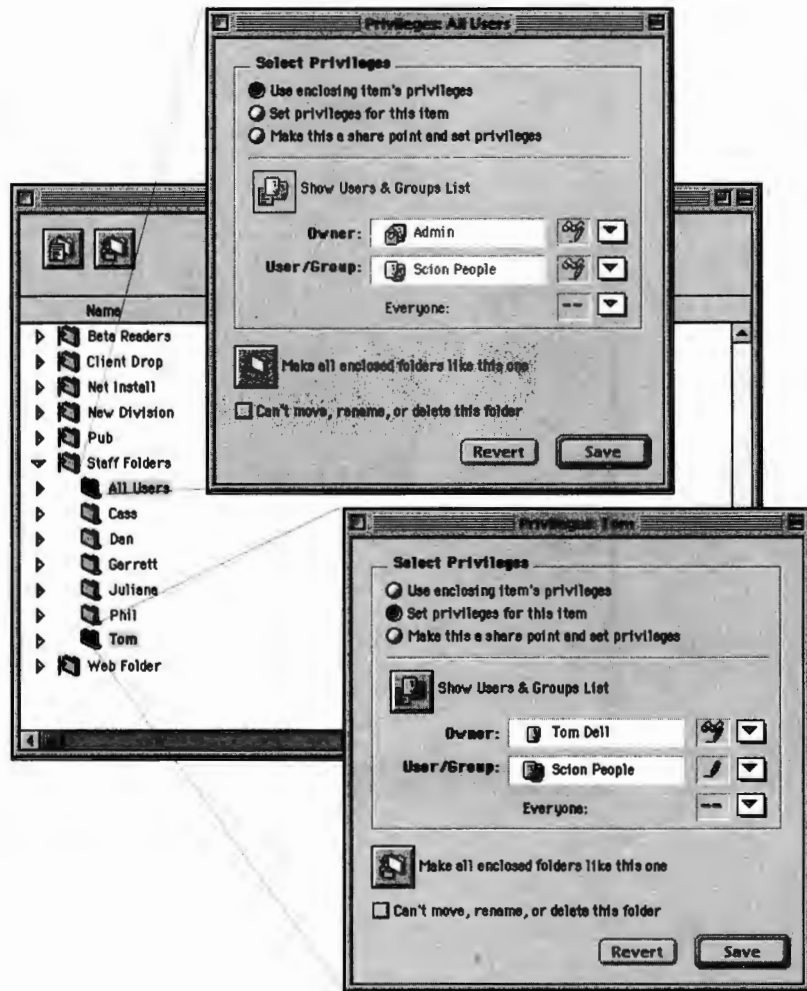 Privileges: All Users
Select Privileges
Use enclosing item's privileges
Set privileges for this item
Make this a share point and set privileges
Show Users & Groups List
Owner:
Admin
User/Group:
Scion People
Everyone:
--
Make all enclosed folders like this one
Can't move, rename, or delete this folder
Revert
Save
Name
Beta Readers
Client Drop
Net Install
New Division
Pub
Staff Folders
All Users
Cass
Dan
Garrett
Juliane
Phil
Tom
Web Folder
Privileges: Tom
Select Privileges
Use enclosing item's privileges
Set privileges for this item
Make this a share point and set privileges
Show Users & Groups List
Owner:
Tom Dell
User/Group:
Scion People
Everyone:
--
Make all enclosed folders like this one
Can't move, rename, or delete this folder
Revert
Save